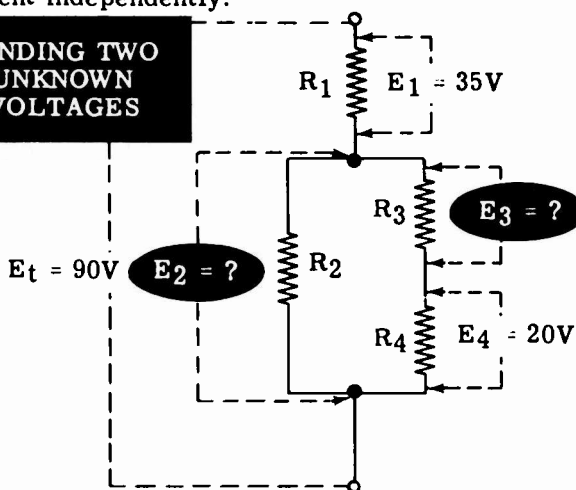 ent independently.
NDING TWO
UNKNOWN
VOLTAGES
R1
E1 = 35V
R3
E3 = ?
Et = 90V
E2 = ?
R2
R4
E4 = 20V